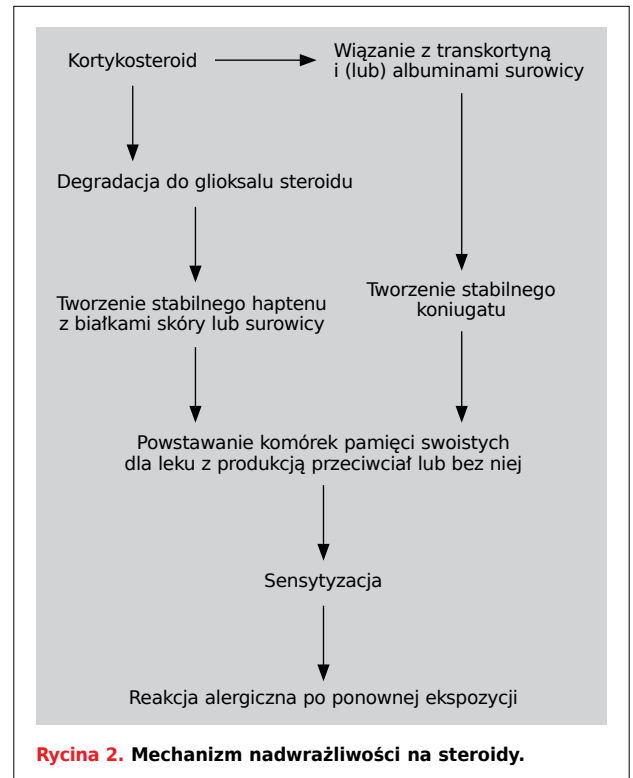 Kortykosteroid
Wiązanie z transkortyną
i (lub) albuminami surowicy
Degradacja do glioksalu steroidu
Tworzenie stabilnego haptenu
z białkami skóry lub surowicy
Tworzenie stabilnego
koniugatu
Powstawanie komórek pamięci swoistych
dla leku z produkcją przeciwciał lub bez niej
Sensytyzacja
Reakcja alergiczna po ponownej ekspozycji
Rycina 2. Mechanizm nadwrażliwości na steroidy.